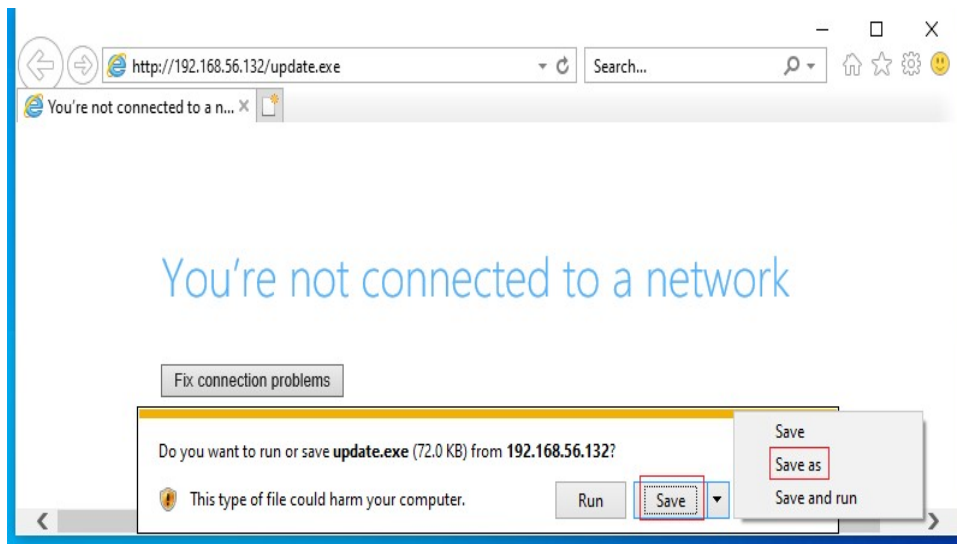 http://192.168.56.132/update.exe
Search...
You're not connected to a n...
You're not connected to a network
Fix connection problems
Do you want to run or save update.exe (72.0 KB) from 192.168.56.132?
This type of file could harm your computer.
Run
Save
Save
Save as
Save and run